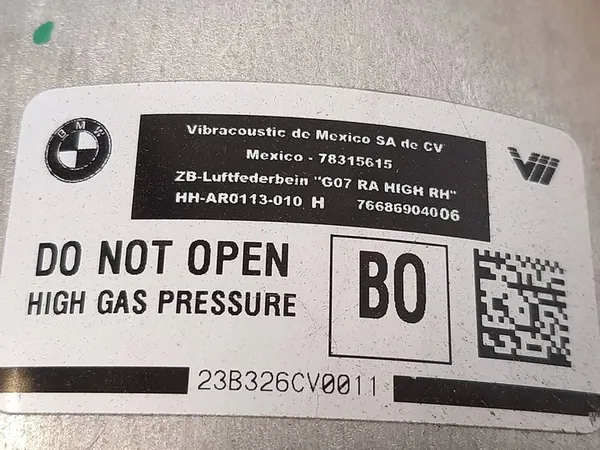 BMW
Vibracoustic de Mexico SA de CV
Mexico - 78315615
ZB-Luftfederbein "G07 RA HIGH RH"
HH-AR0113-010 H 76686904006
DO NOT OPEN
HIGH GAS PRESSURE
BO
23B326CV0011